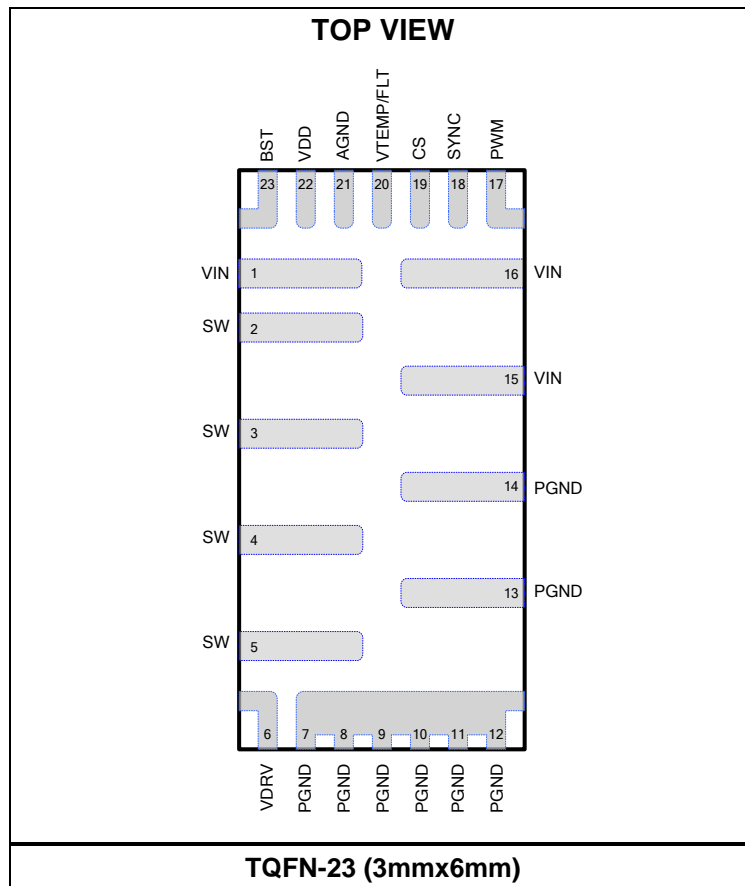 TOP VIEW
BST VDD AGND VTEMP/FLT CS SYNC PWM
23 22 21 20 19 18 17
VIN 1 16 VIN
SW 2
15 VIN
SW 3
14 PGND
SW 4
13 PGND
SW 5
6 7 8 9 10 11 12
VDRV PGND PGND PGND PGND PGND PGND
TQFN-23 (3mmx6mm)